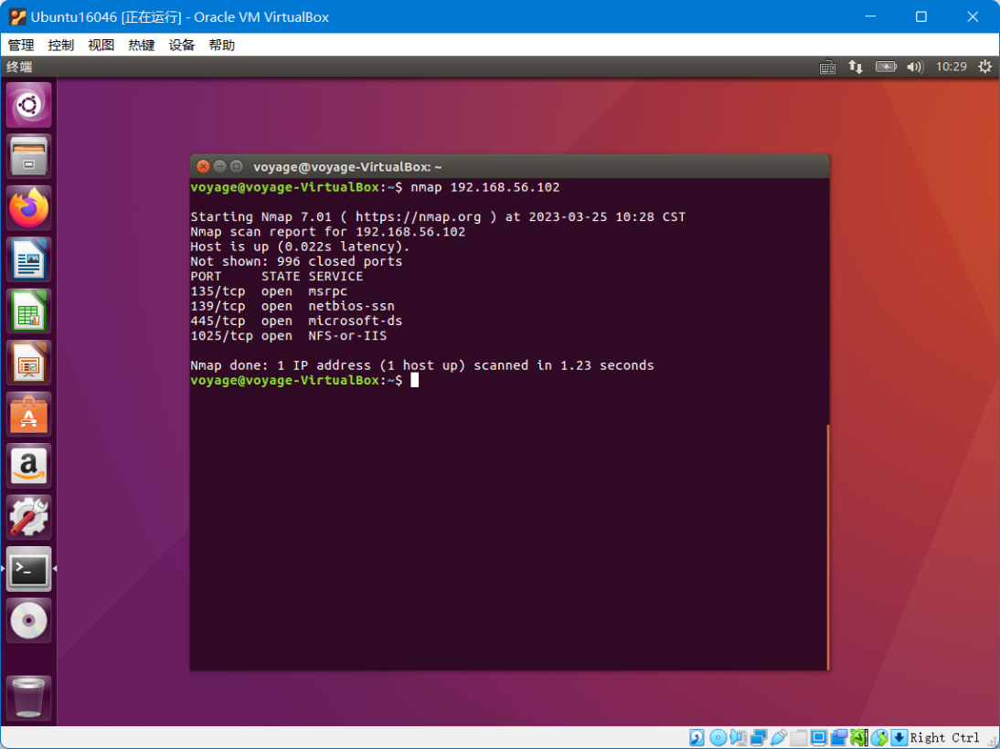 Ubuntu16046 [正在运行] - Oracle VM VirtualBox
管理 控制 视图 热键 设备 帮助
终端 10:29
voyage@voyage-VirtualBox: ~
voyage@voyage-VirtualBox:~$ nmap 192.168.56.102
Starting Nmap 7.01 ( https://nmap.org ) at 2023-03-25 10:28 CST
Nmap scan report for 192.168.56.102
Host is up (0.022s latency).
Not shown: 996 closed ports
PORT     STATE SERVICE
135/tcp  open  msrpc
139/tcp  open  netbios-ssn
445/tcp  open  microsoft-ds
1025/tcp open  NFS-or-IIS
Nmap done: 1 IP address (1 host up) scanned in 1.23 seconds
voyage@voyage-VirtualBox:~$
Right Ctrl